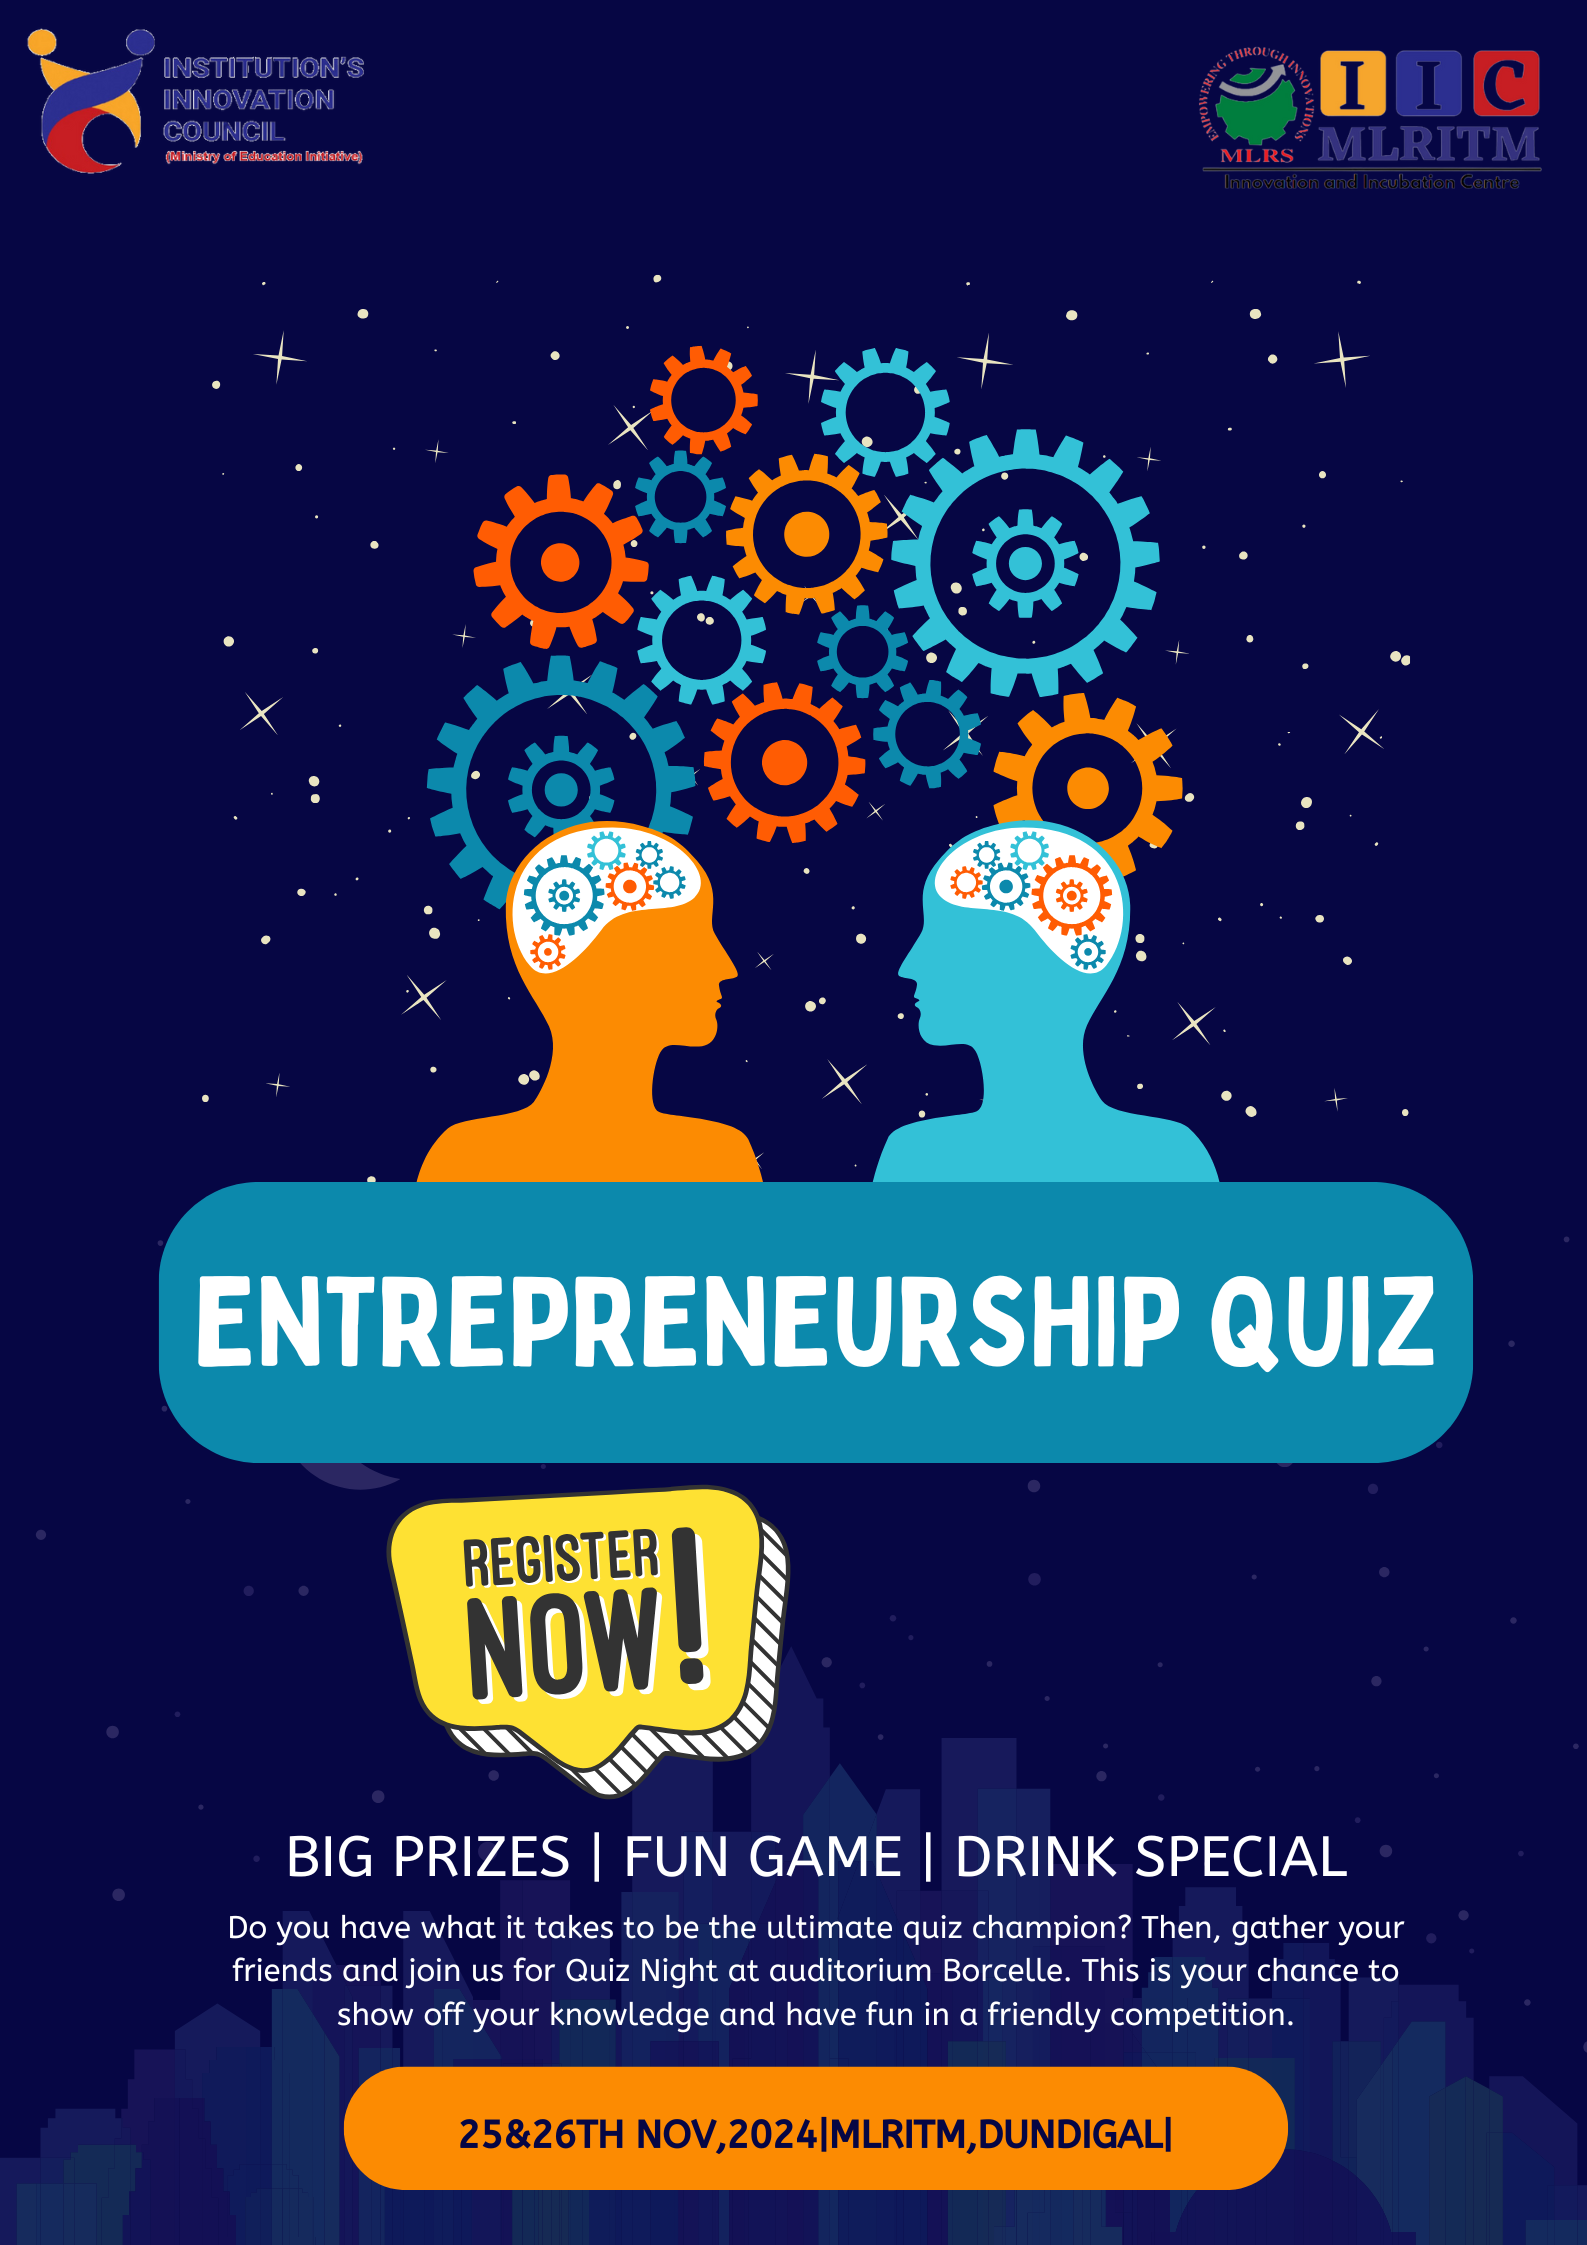 INSTITUTION'S
INNOVATION
COUNCIL
(Ministry of Education Initiative)
EMPOWERING THROUGH INNOVATIONS
MLRS
I I C
MLRITM
Innovation and Incubation Centre
ENTREPRENEURSHIP QUIZ
REGISTER
NOW!
BIG PRIZES | FUN GAME | DRINK SPECIAL
Do you have what it takes to be the ultimate quiz champion? Then, gather your
friends and join us for Quiz Night at auditorium Borcelle. This is your chance to
show off your knowledge and have fun in a friendly competition.
25&26TH NOV,2024|MLRITM,DUNDIGAL|